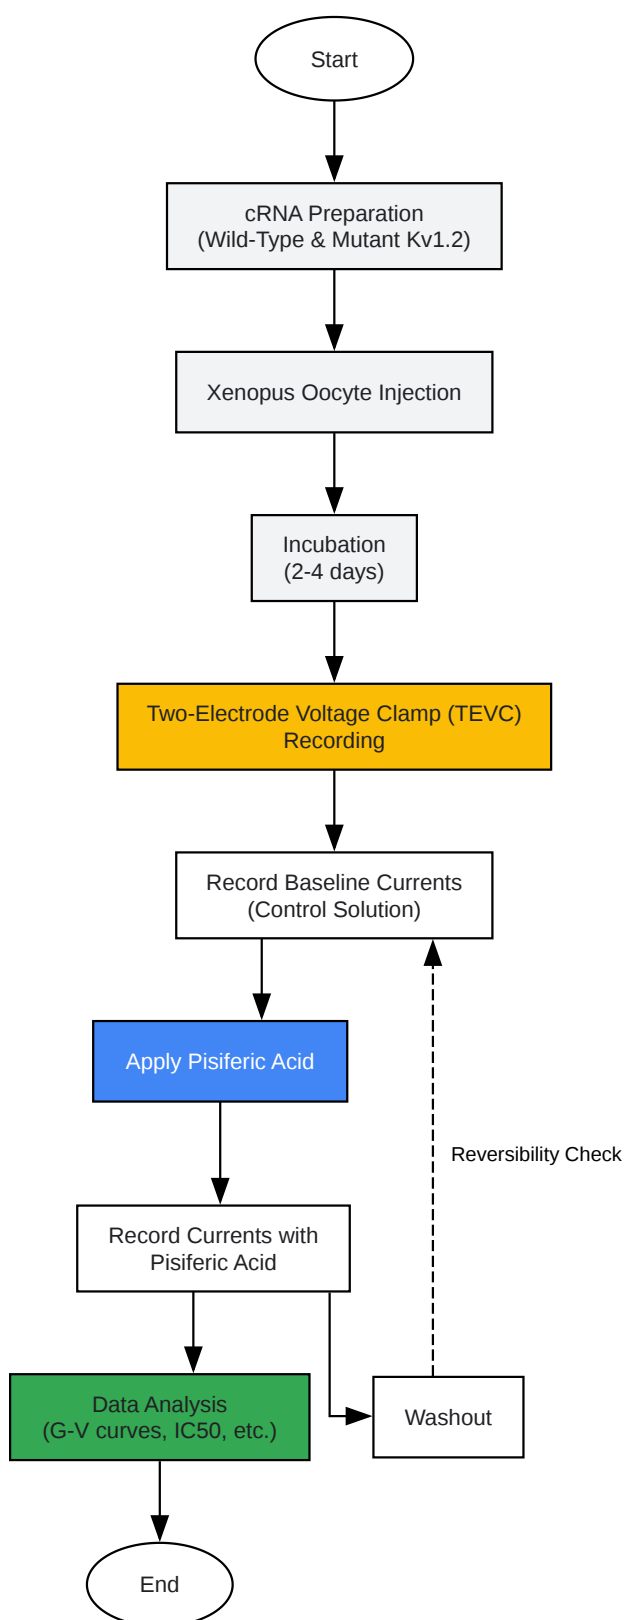 Start
cRNA Preparation
(Wild-Type & Mutant Kv1.2)
Xenopus Oocyte Injection
Incubation
(2-4 days)
Two-Electrode Voltage Clamp (TEVC)
Recording
Record Baseline Currents
(Control Solution)
Apply Pisiferic Acid
Reversibility Check
Record Currents with
Pisiferic Acid
Data Analysis
(G-V curves, IC50, etc.)
Washout
End